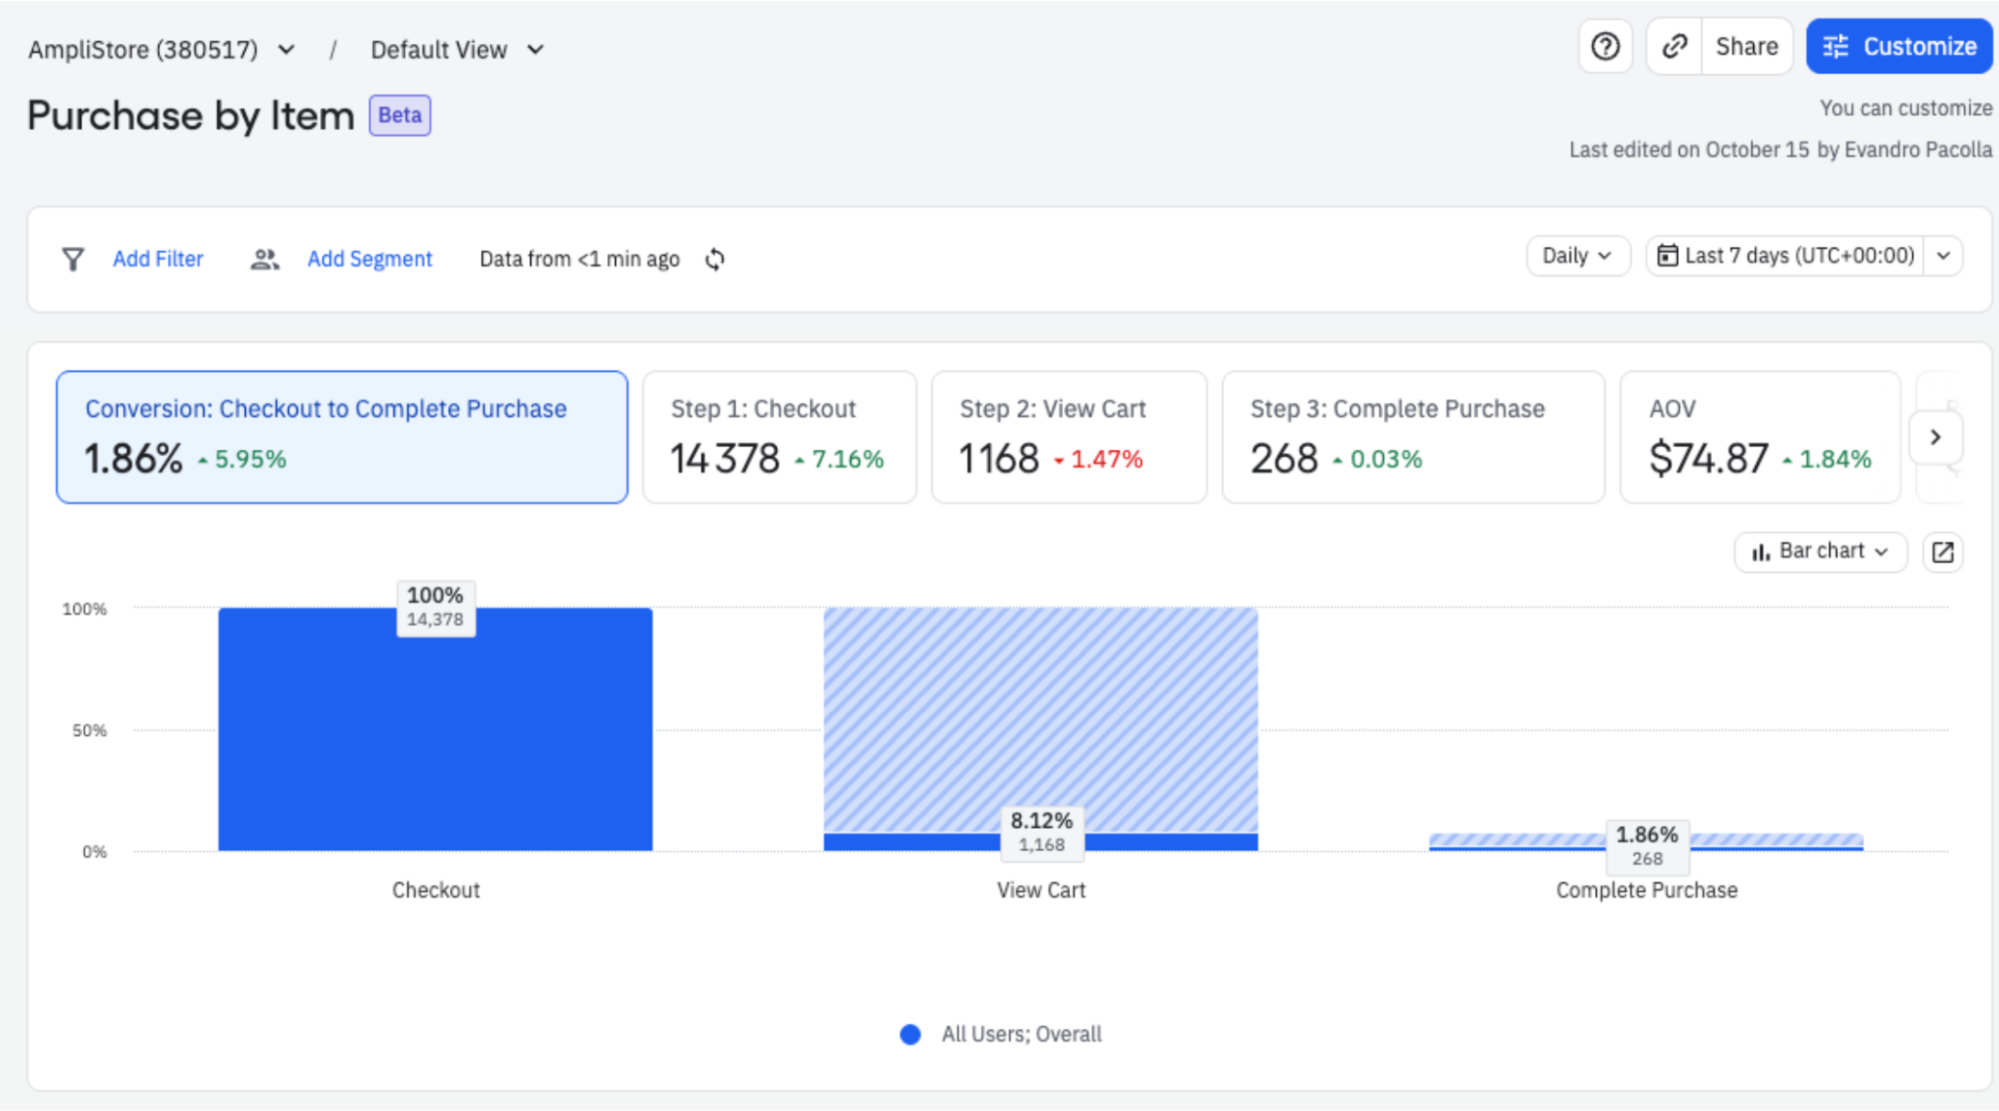 AmpliStore (380517) / Default View
Share
Customize
Purchase by Item Beta
You can customize
Last edited on October 15 by Evandro Pacolla
Add Filter
Add Segment
Data from <1 min ago
Daily
Last 7 days (UTC+00:00)
Conversion: Checkout to Complete Purchase
1.86% 5.95%
Step 1: Checkout
14 378 7.16%
Step 2: View Cart
1168 1.47%
Step 3: Complete Purchase
268 0.03%
AOV
$74.87 1.84%
Bar chart
100%
50%
0%
100%
14,378
8.12%
1,168
1.86%
268
Checkout
View Cart
Complete Purchase
All Users; Overall